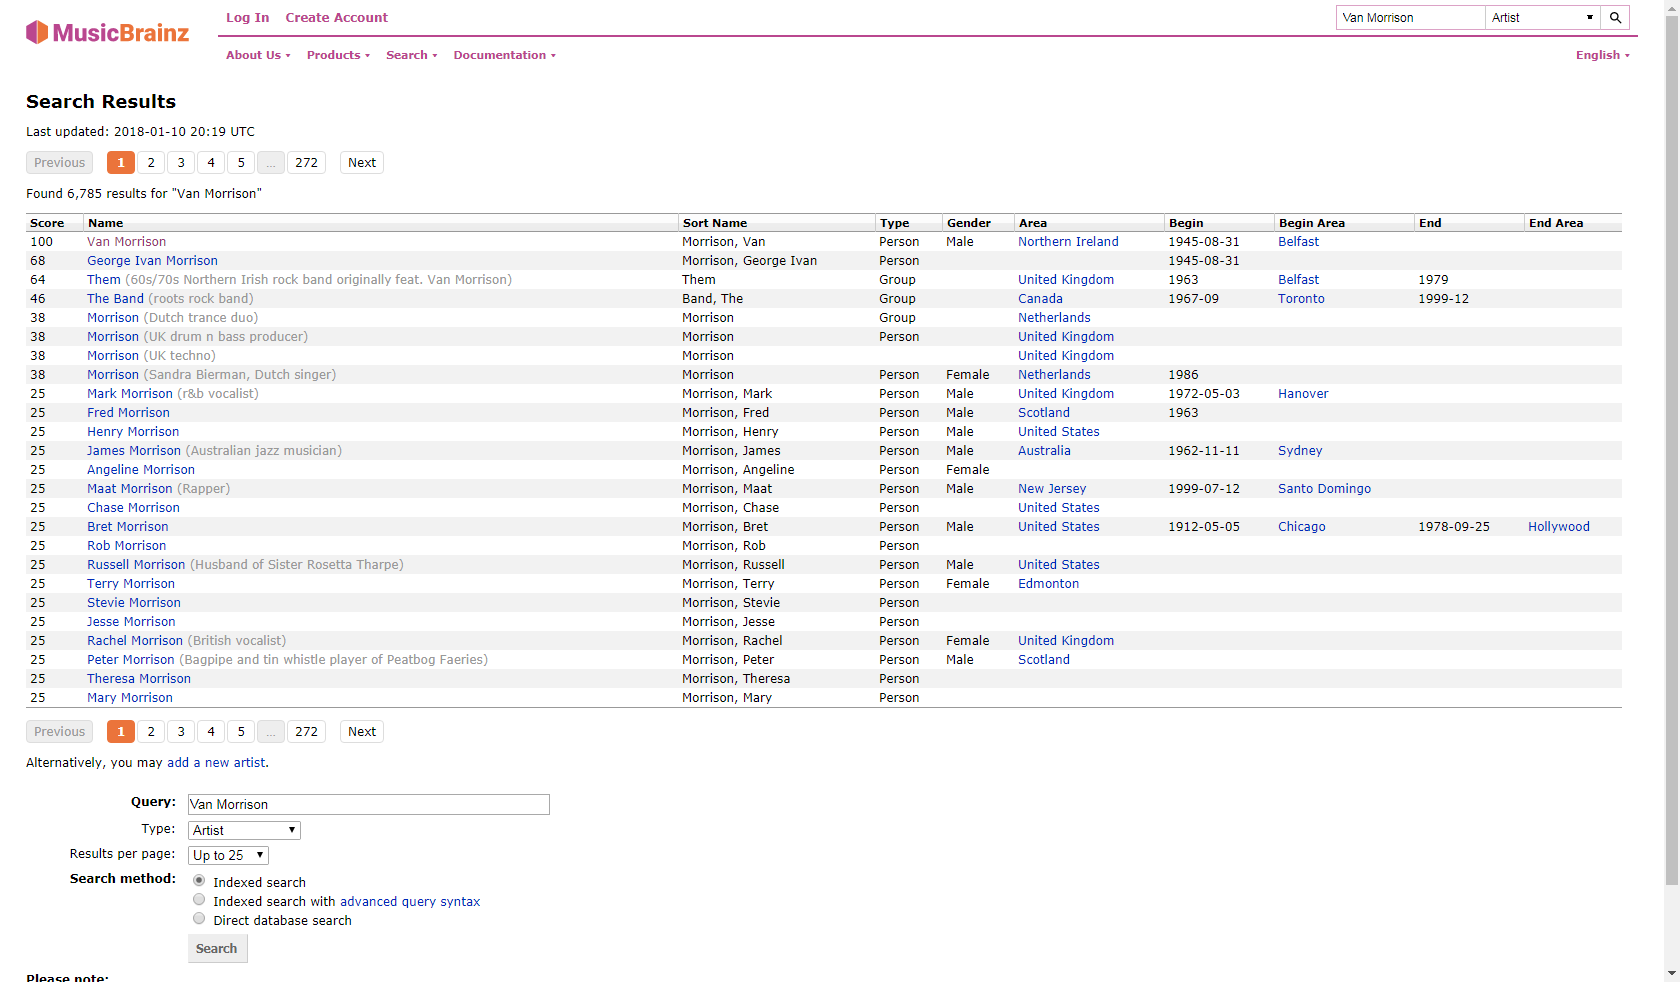 MusicBrainz
Log In Create Account
Van Morrison Artist
About Us Products Search Documentation English
Search Results
Last updated: 2018-01-10 20:19 UTC
Previous 1 2 3 4 5 ... 272 Next
Found 6,785 results for "Van Morrison"
Score Name Sort Name Type Gender Area Begin Begin Area End End Area
100 Van Morrison Morrison, Van Person Male Northern Ireland 1945-08-31 Belfast
68 George Ivan Morrison Morrison, George Ivan Person 1945-08-31
64 Them (60s/70s Northern Irish rock band originally feat. Van Morrison) Them Group United Kingdom 1963 Belfast 1979
46 The Band (roots rock band) Band, The Group Canada 1967-09 Toronto 1999-12
38 Morrison (Dutch trance duo) Morrison Group Netherlands
38 Morrison (UK drum n bass producer) Morrison Person United Kingdom
38 Morrison (UK techno) Morrison United Kingdom
38 Morrison (Sandra Bierman, Dutch singer) Morrison Person Female Netherlands 1986
25 Mark Morrison (r&b vocalist) Morrison, Mark Person Male United Kingdom 1972-05-03 Hanover
25 Fred Morrison Morrison, Fred Person Male Scotland 1963
25 Henry Morrison Morrison, Henry Person Male United States
25 James Morrison (Australian jazz musician) Morrison, James Person Male Australia 1962-11-11 Sydney
25 Angeline Morrison Morrison, Angeline Person Female
25 Maat Morrison (Rapper) Morrison, Maat Person Male New Jersey 1999-07-12 Santo Domingo
25 Chase Morrison Morrison, Chase Person United States
25 Bret Morrison Morrison, Bret Person Male United States 1912-05-05 Chicago 1978-09-25 Hollywood
25 Rob Morrison Morrison, Rob Person
25 Russell Morrison (Husband of Sister Rosetta Tharpe) Morrison, Russell Person Male United States
25 Terry Morrison Morrison, Terry Person Female Edmonton
25 Stevie Morrison Morrison, Stevie Person
25 Jesse Morrison Morrison, Jesse Person
25 Rachel Morrison (British vocalist) Morrison, Rachel Person Female United Kingdom
25 Peter Morrison (Bagpipe and tin whistle player of Peatbog Faeries) Morrison, Peter Person Male Scotland
25 Theresa Morrison Morrison, Theresa Person
25 Mary Morrison Morrison, Mary Person
Previous 1 2 3 4 5 ... 272 Next
Alternatively, you may add a new artist.
Query: Van Morrison
Type: Artist
Results per page: Up to 25
Search method: Indexed search
Indexed search with advanced query syntax
Direct database search
Search
Please note: